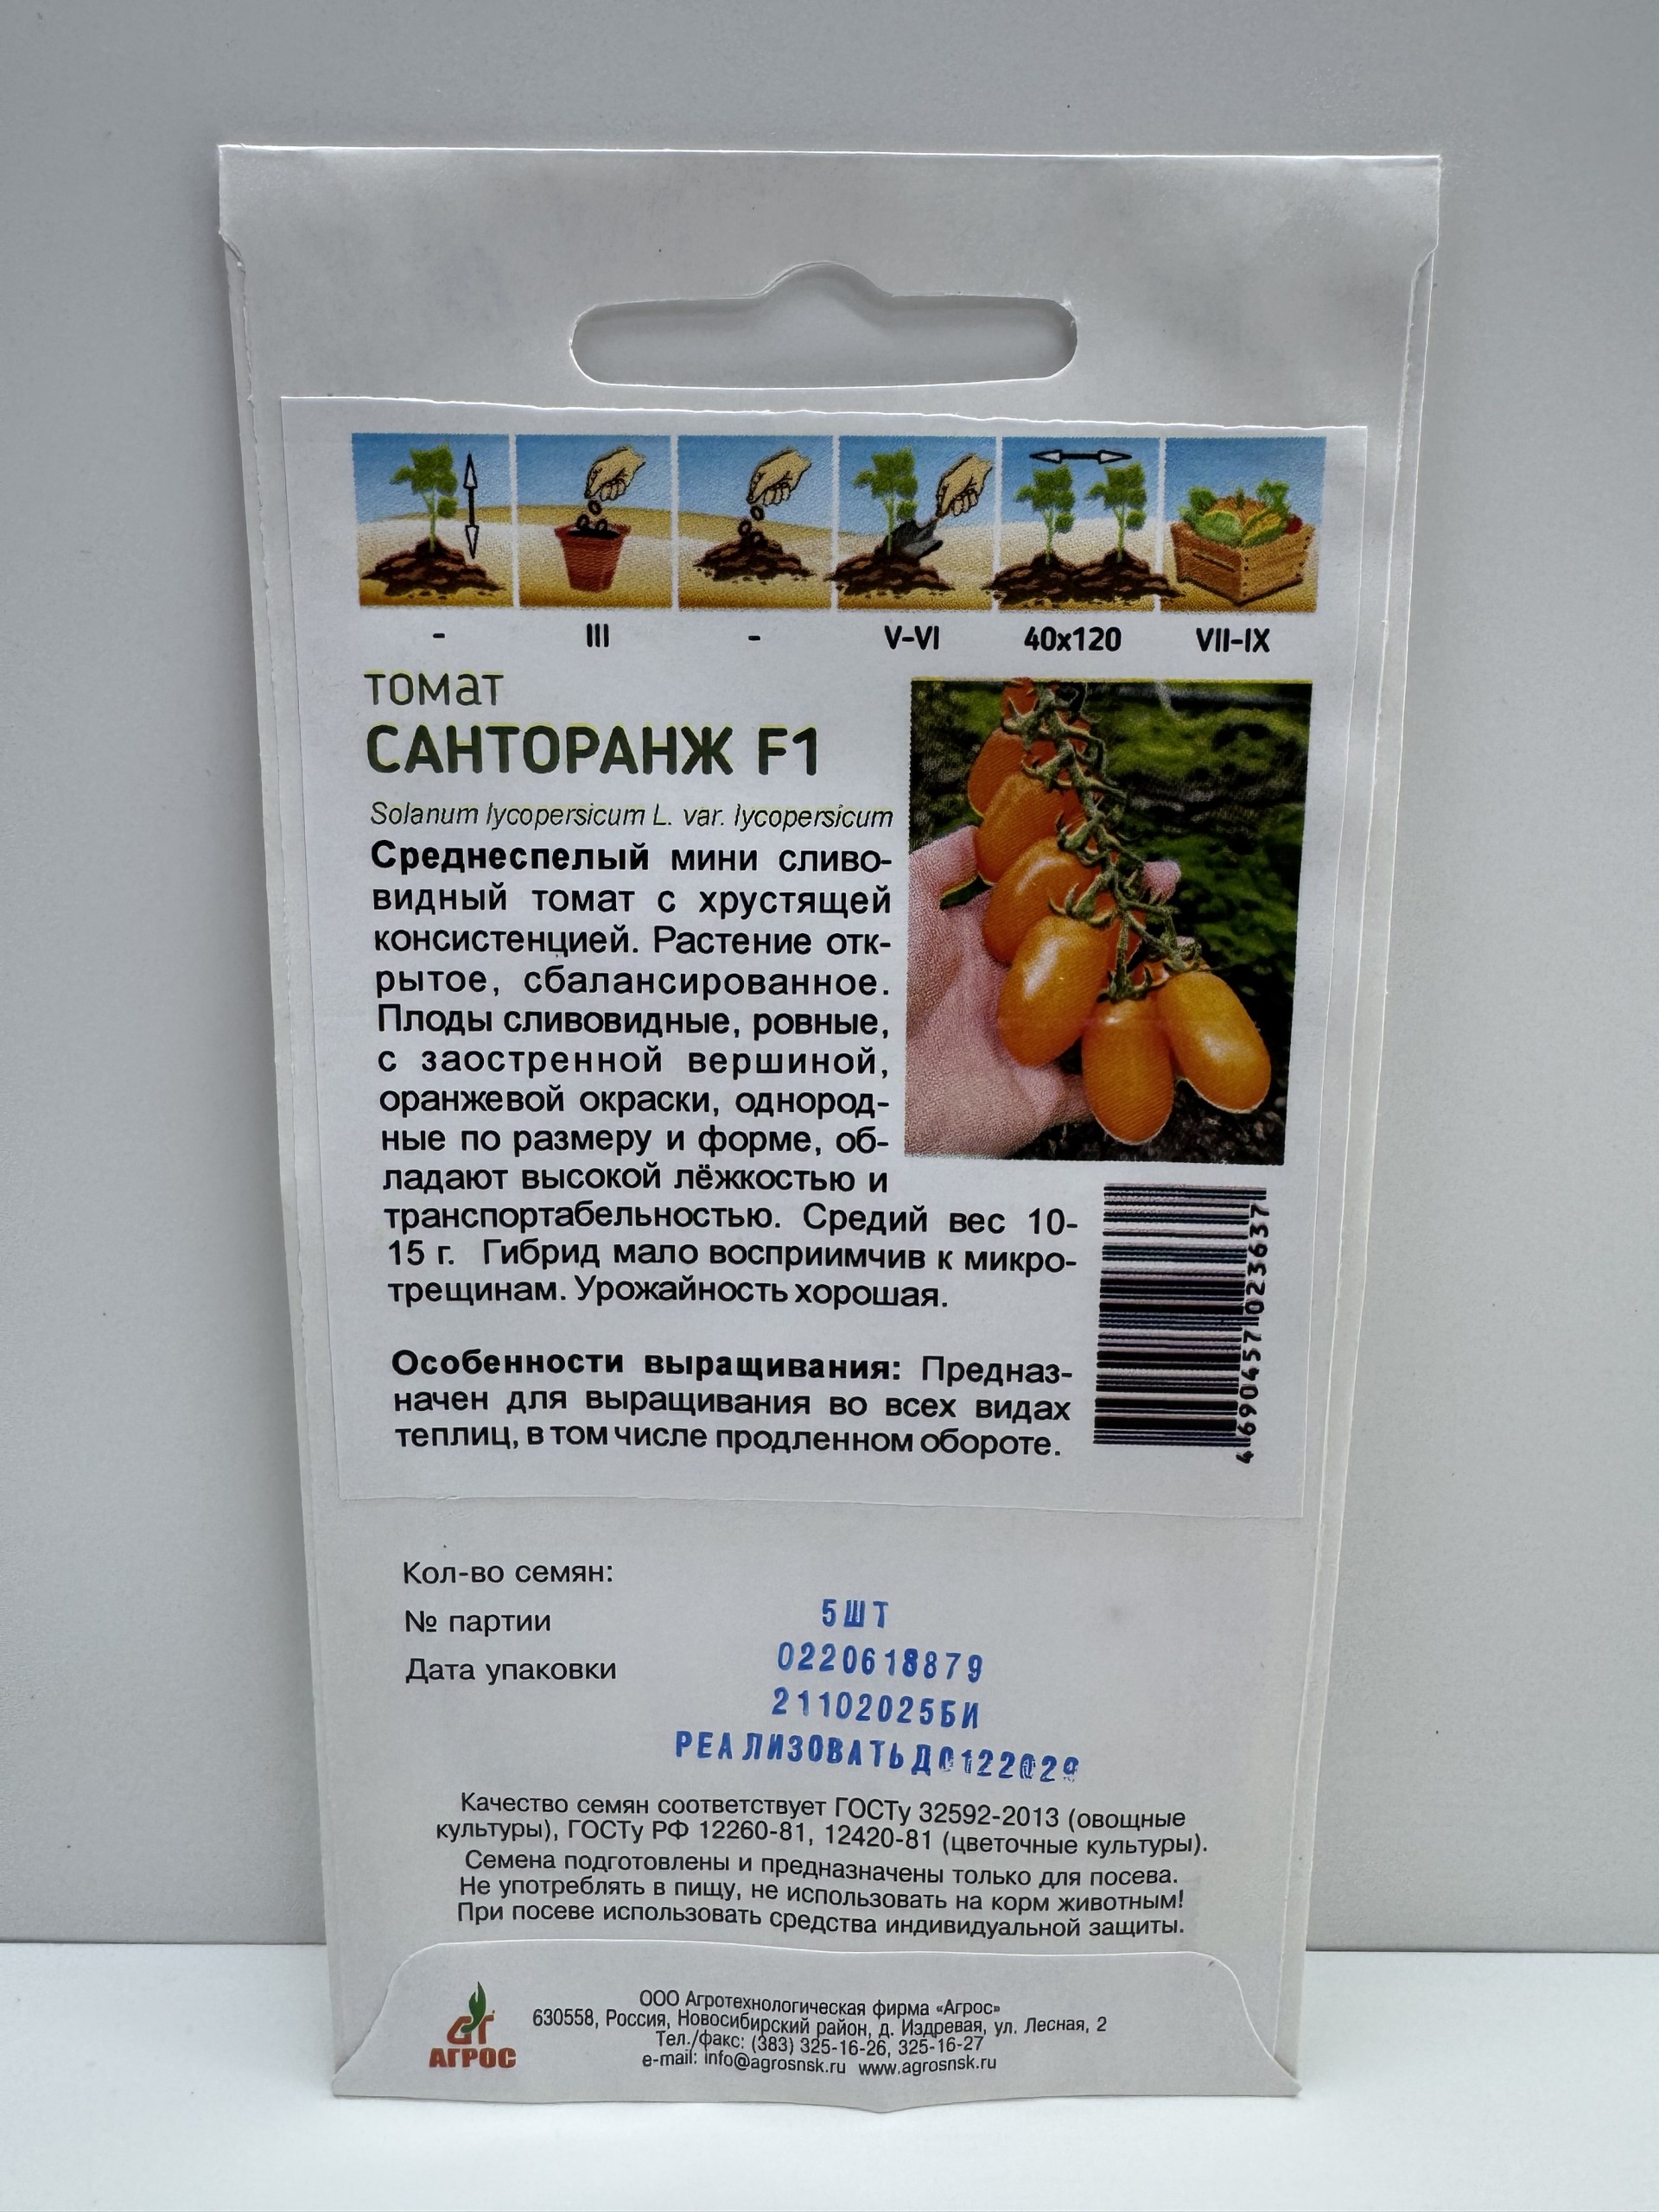 - III - V-VI 40x120 VII-IX
томат
САНТОРАНЖ F1
Solanum lycopersicum L. var. lycopersicum
Среднеспелый мини сливо-
видный томат с хрустящей
консистенцией. Растение отк-
рытое, сбалансированное.
Плоды сливовидные, ровные,
с заостренной вершиной,
оранжевой окраски, однород-
ные по размеру и форме, об-
ладают высокой лёжкостью и
транспортабельностью. Средий вес 10-
15 г. Гибрид мало восприимчив к микро-
трещинам. Урожайность хорошая.
Особенности выращивания: Предназ-
начен для выращивания во всех видах
теплиц, в том числе продленном обороте.
4 690457 023637
Кол-во семян:
№ партии
Дата упаковки
5ШТ
0220618879
21102025БИ
РЕАЛИЗОВАТЬДО122029
Качество семян соответствует ГОСТу 32592-2013 (овощные
культуры), ГОСТу РФ 12260-81, 12420-81 (цветочные культуры).
Семена подготовлены и предназначены только для посева.
Не употреблять в пищу, не использовать на корм животным!
При посеве использовать средства индивидуальной защиты.
АГРОС
ООО Агротехнологическая фирма «Агрос»
630558, Россия, Новосибирский район, д. Издревая, ул. Лесная, 2
Тел./факс: (383) 325-16-26, 325-16-27
e-mail: info@agrosnsk.ru www.agrosnsk.ru